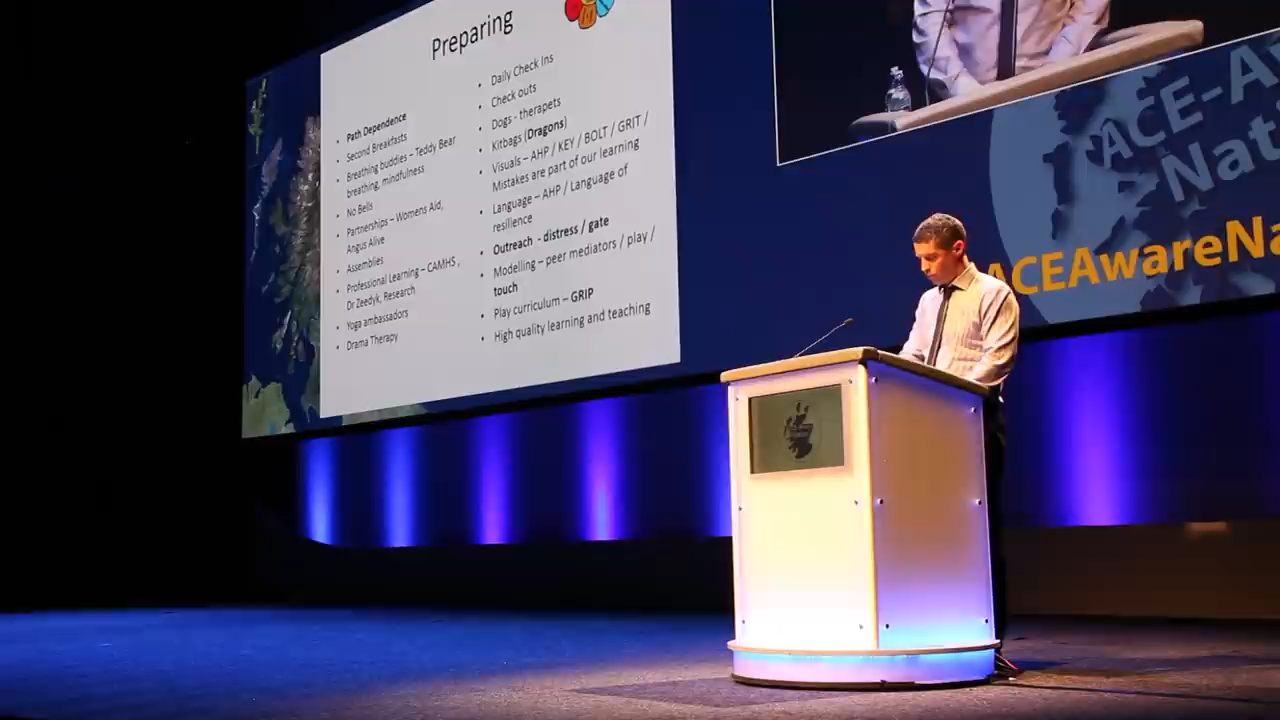 Preparing
Path Dependence
Second Breakfasts
Breathing buddies – Teddy Bear
breathing, mindfulness
No Bells
Partnerships – Womens Aid,
Angus Alive
Assemblies
Professional Learning – CAMHS ,
Dr Zeedyk, Research
Yoga ambassadors
Drama Therapy
Daily Check Ins
Check outs
Dogs - therapets
Kitbags (Dragons)
Visuals – AHP / KEY / BOLT / GRIT /
Mistakes are part of our learning
Language – AHP / Language of
resilience
Outreach - distress / gate
Modelling – peer mediators / play /
touch
Play curriculum – GRIP
High quality learning and teaching
ACE-Aw
Nat
ACEAwareNa